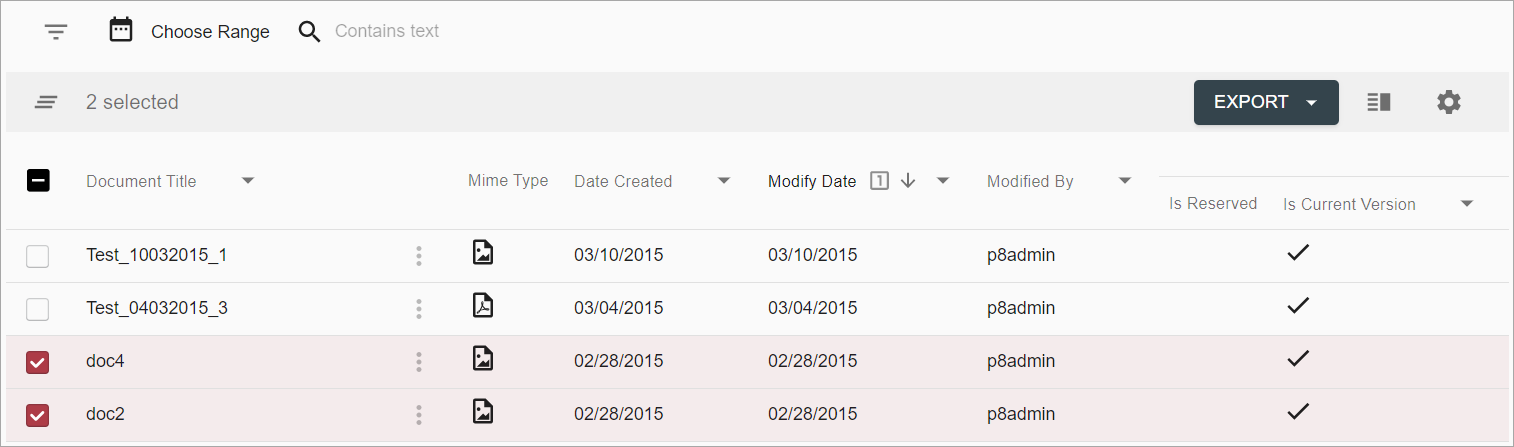 Choose Range Contains text
2 selected EXPORT
Document Title Mime Type Date Created Modify Date 1 Modified By Is Reserved Is Current Version
Test_10032015_1 03/10/2015 03/10/2015 p8admin
Test_04032015_3 03/04/2015 03/04/2015 p8admin
doc4 02/28/2015 02/28/2015 p8admin
doc2 02/28/2015 02/28/2015 p8admin